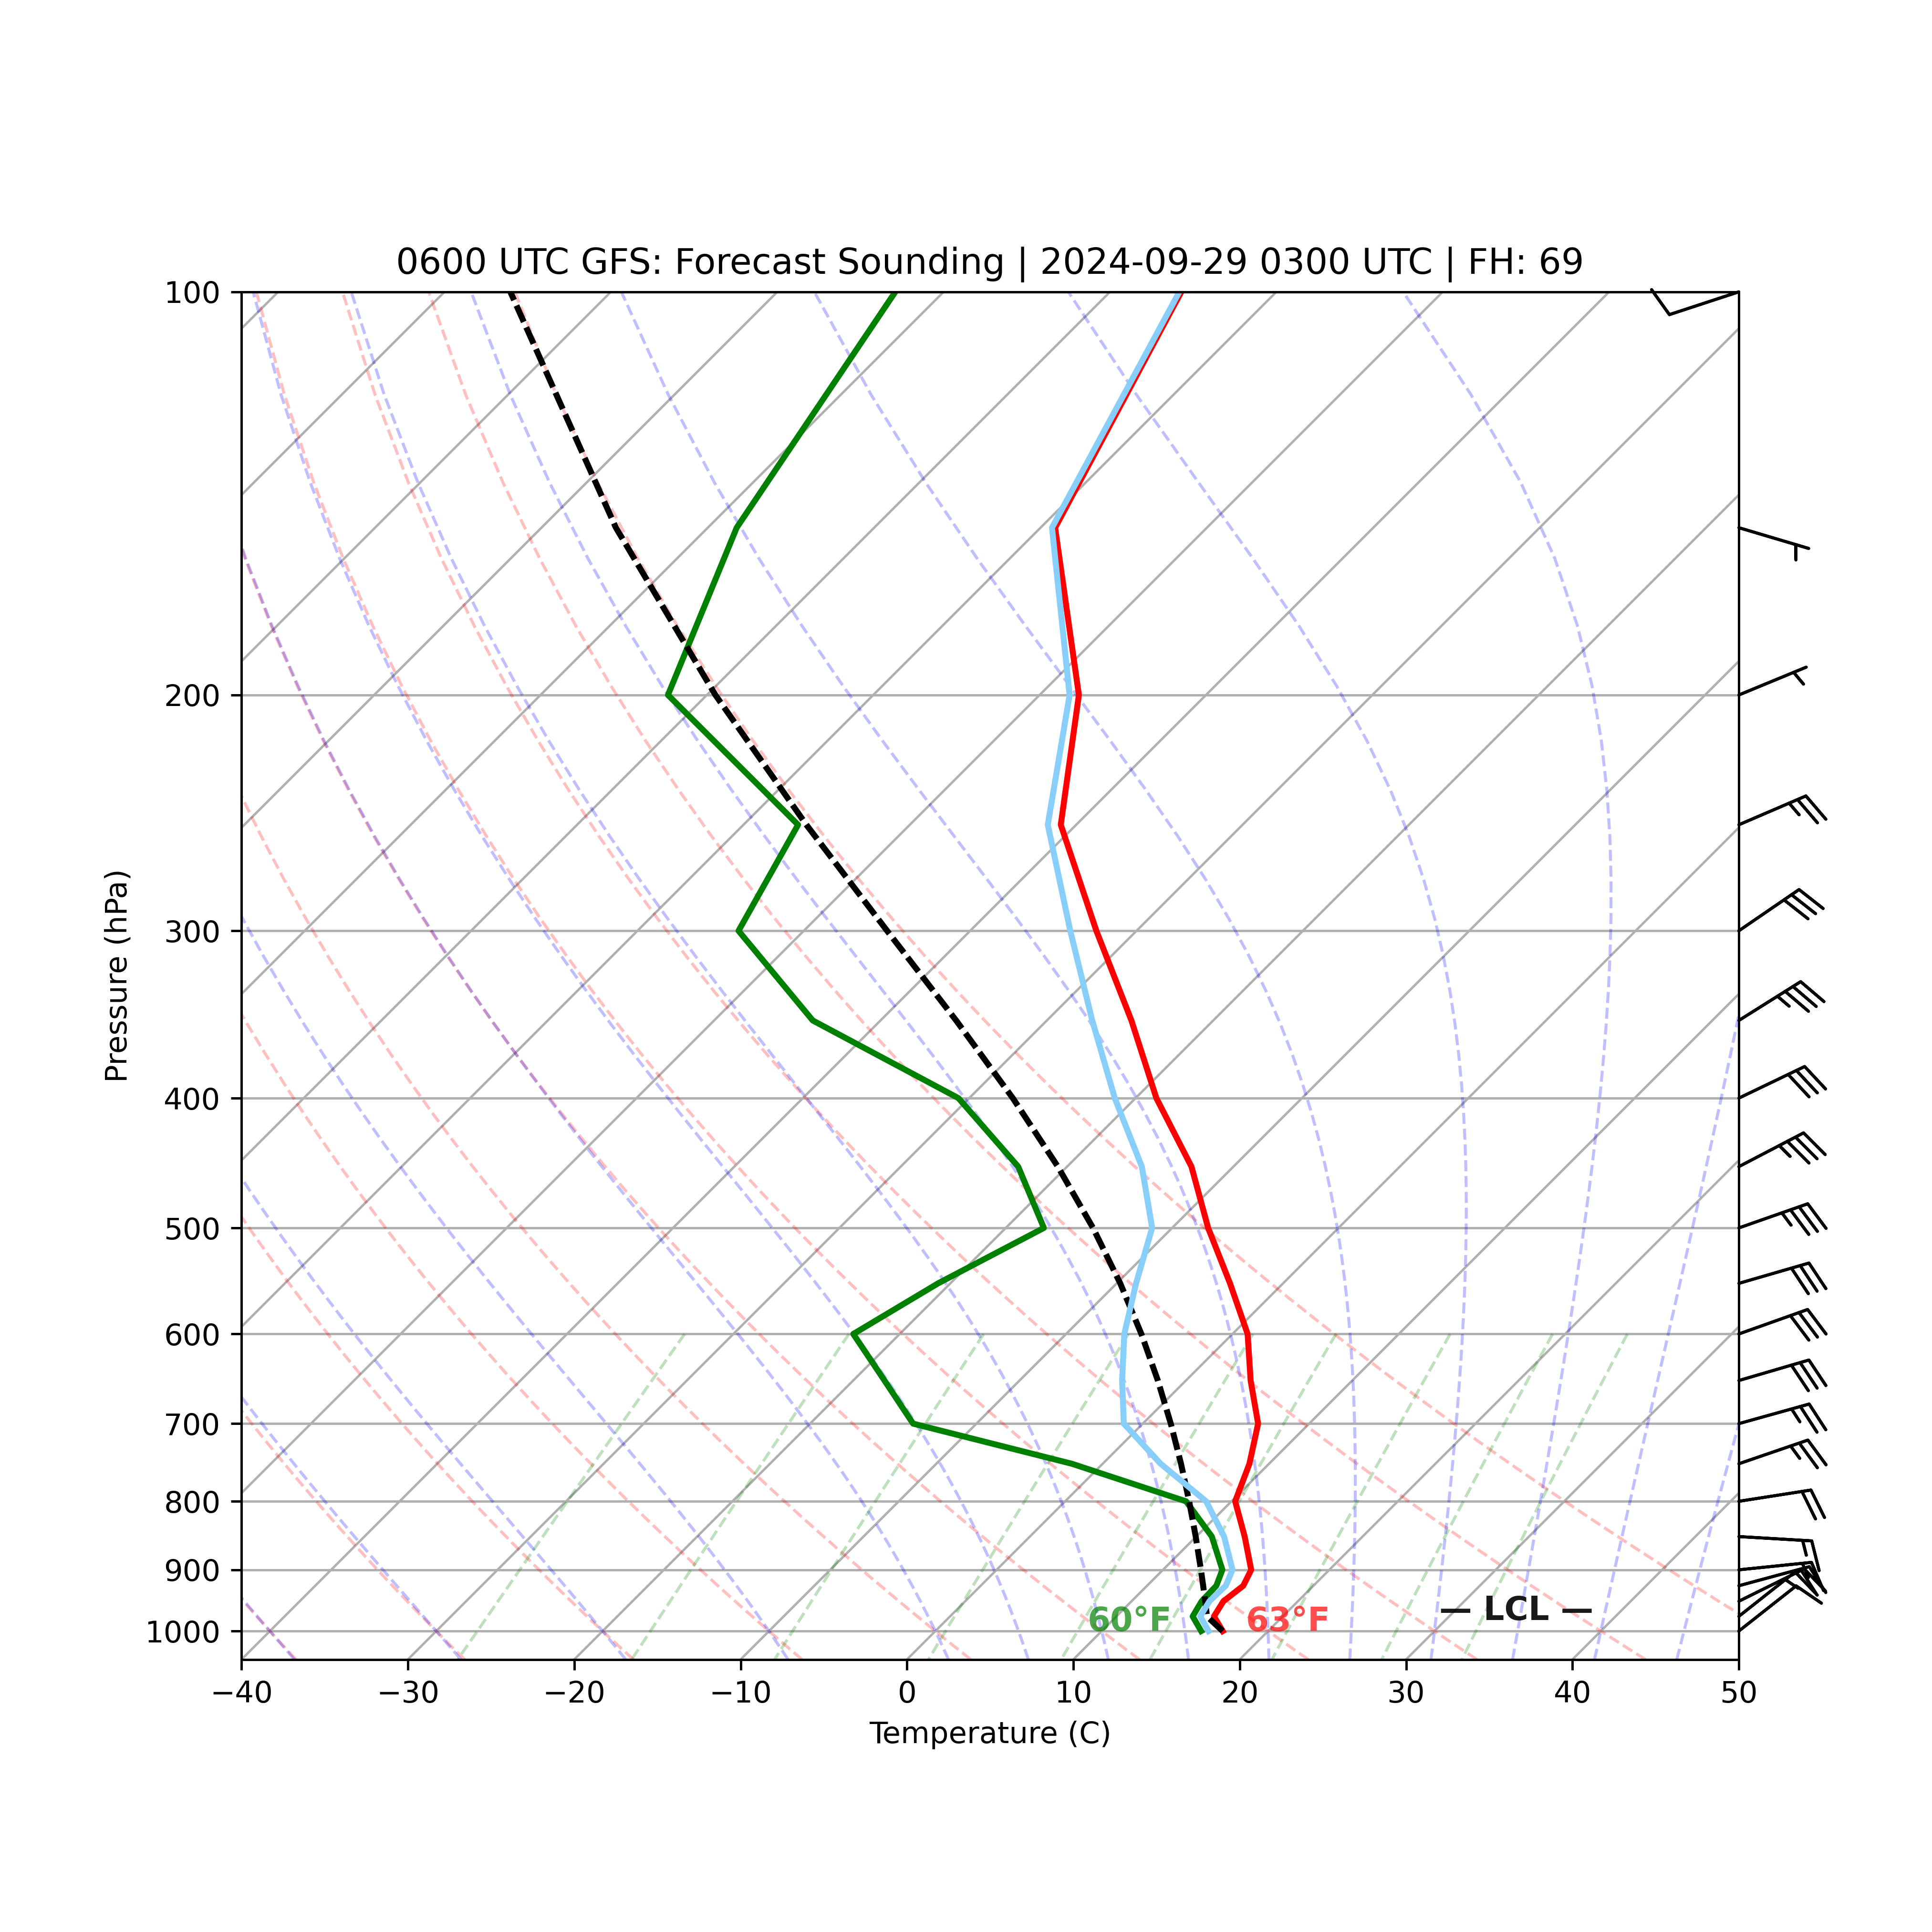 0600 UTC GFS: Forecast Sounding | 2024-09-29 0300 UTC | FH: 69
100
200
300
400
500
600
700
800
900
1000
Pressure (hPa)
60°F
63°F
— LCL —
−40 −30 −20 −10 0 10 20 30 40 50
Temperature (C)